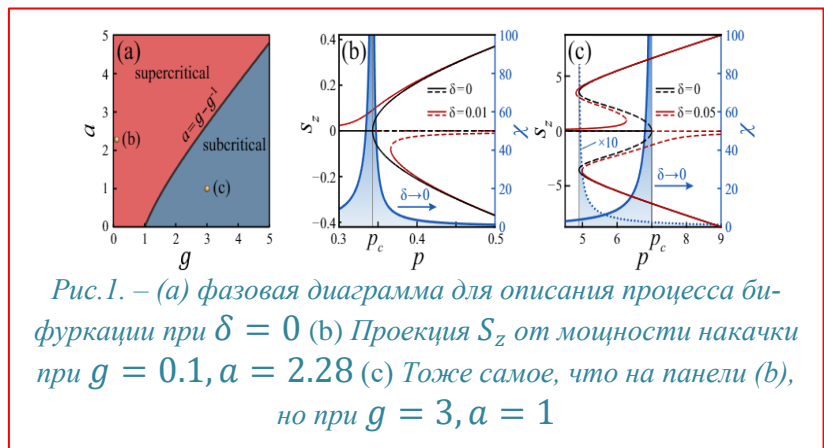 (a)
supercritical
a=g-g⁻¹
subcritical
(b)
(c)
5
4
3
2
1
0
a
0 1 2 3 4 5
g
(b)
0.4
0.2
0
−0.2
−0.4
S_z
δ=0
δ=0.01
δ→0
100
80
60
40
20
0
χ
0.3 p_c 0.4 0.5
p
(c)
5
0
−5
S_z
δ=0
δ=0.05
×10
δ→0
100
80
60
40
20
0
χ
5 6 7 p_c 8 9
p
Рис.1. – (a) фазовая диаграмма для описания процесса би-
фуркации при δ = 0 (b) Проекция S_z от мощности накачки
при g = 0.1, a = 2.28 (c) Тоже самое, что на панели (b),
но при g = 3, a = 1